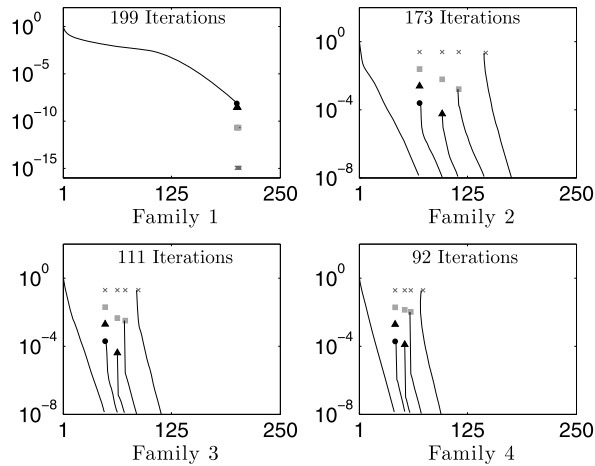 199 Iterations
10^0
10^-5
10^-10
10^-15
1 125 250
Family 1
173 Iterations
10^0
10^-4
10^-8
1 125 250
Family 2
111 Iterations
10^0
10^-4
10^-8
1 125 250
Family 3
92 Iterations
10^0
10^-4
10^-8
1 125 250
Family 4